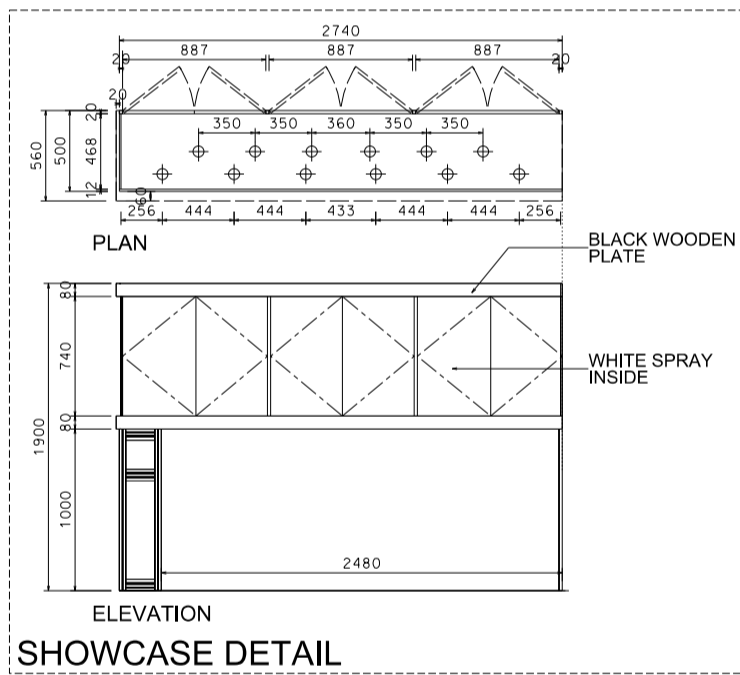 2740
887 887 887
20 20
20
20
350 350 360 350 350
560 500 468
12 60
256 444 444 433 444 444 256
PLAN
BLACK WOODEN
PLATE
80
740
WHITE SPRAY
INSIDE
80
1900
1000
2480
ELEVATION
SHOWCASE DETAIL